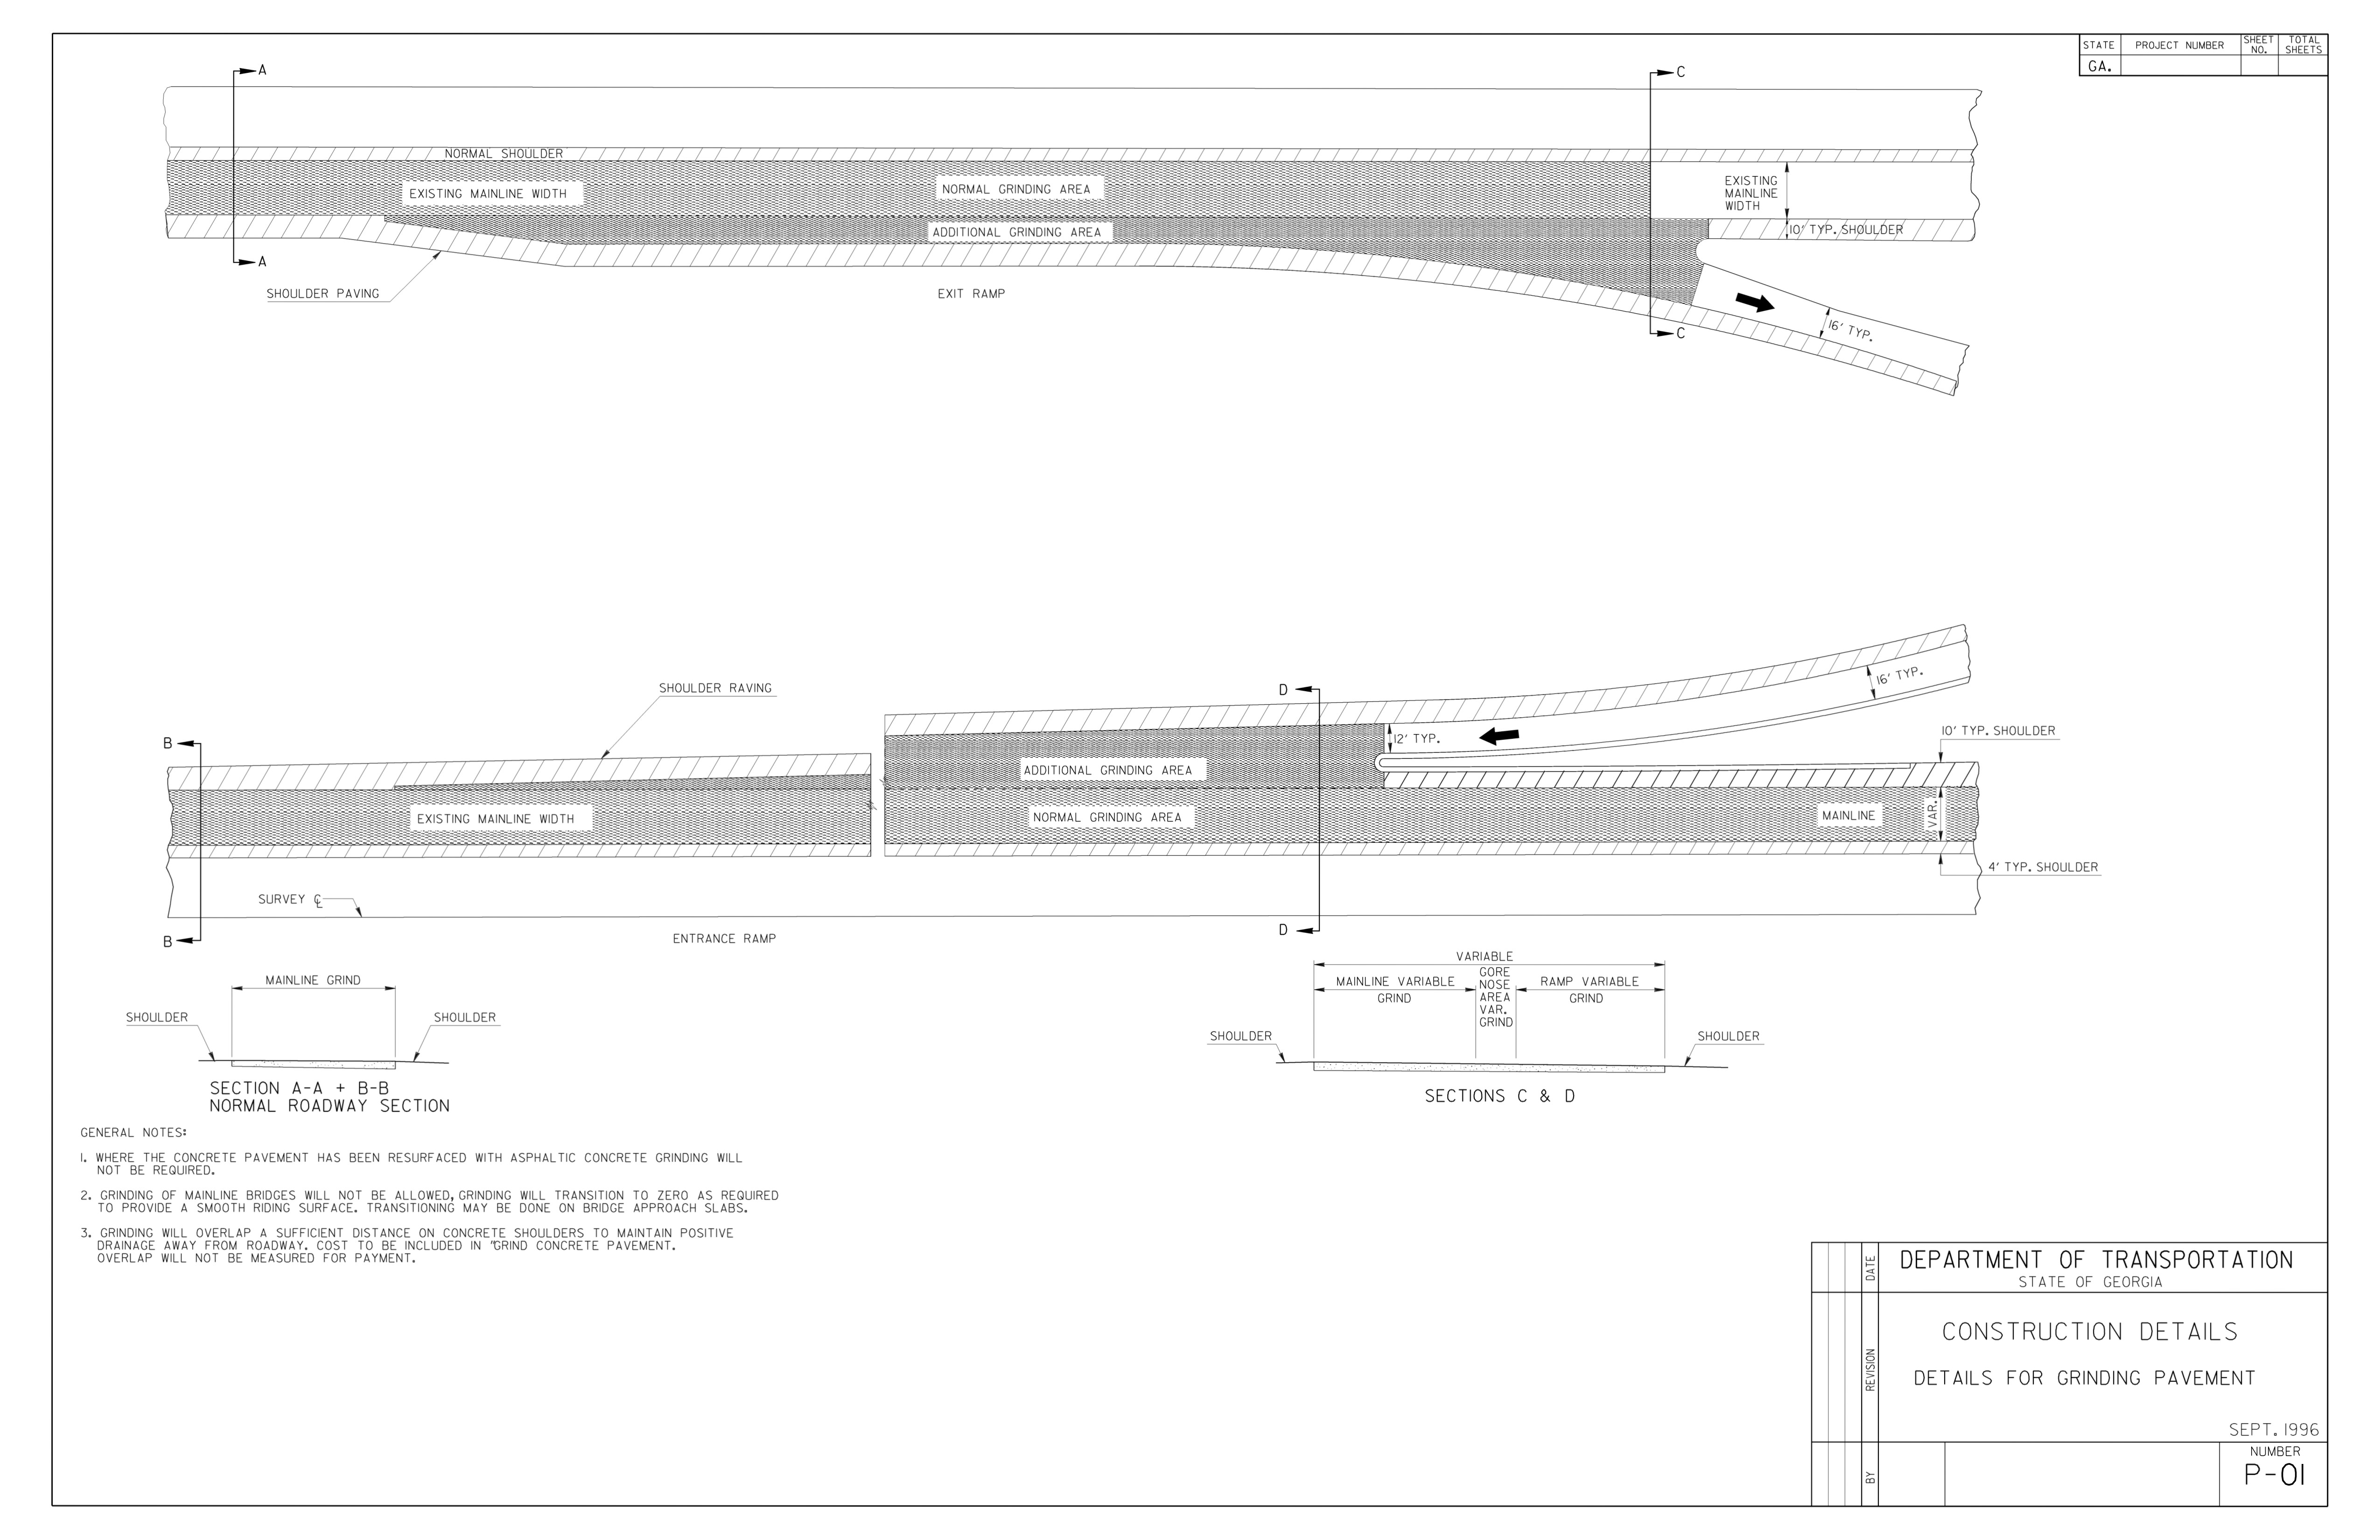 STATE PROJECT NUMBER SHEET NO. TOTAL SHEETS
GA.
A
C
NORMAL SHOULDER
EXISTING MAINLINE WIDTH
NORMAL GRINDING AREA
EXISTING
MAINLINE
WIDTH
ADDITIONAL GRINDING AREA
10' TYP. SHOULDER
A
SHOULDER PAVING
EXIT RAMP
C
16' TYP.
SHOULDER RAVING
D
16' TYP.
10' TYP. SHOULDER
B
12' TYP.
ADDITIONAL GRINDING AREA
EXISTING MAINLINE WIDTH
NORMAL GRINDING AREA
MAINLINE
VAR.
4' TYP. SHOULDER
SURVEY ℄
B
ENTRANCE RAMP
D
MAINLINE GRIND
SHOULDER
SHOULDER
SECTION A-A + B-B
NORMAL ROADWAY SECTION
VARIABLE
MAINLINE VARIABLE
GRIND
GORE
NOSE
AREA
VAR.
GRIND
RAMP VARIABLE
GRIND
SHOULDER
SHOULDER
SECTIONS C & D
GENERAL NOTES:
1. WHERE THE CONCRETE PAVEMENT HAS BEEN RESURFACED WITH ASPHALTIC CONCRETE GRINDING WILL
NOT BE REQUIRED.
2. GRINDING OF MAINLINE BRIDGES WILL NOT BE ALLOWED, GRINDING WILL TRANSITION TO ZERO AS REQUIRED
TO PROVIDE A SMOOTH RIDING SURFACE. TRANSITIONING MAY BE DONE ON BRIDGE APPROACH SLABS.
3. GRINDING WILL OVERLAP A SUFFICIENT DISTANCE ON CONCRETE SHOULDERS TO MAINTAIN POSITIVE
DRAINAGE AWAY FROM ROADWAY. COST TO BE INCLUDED IN "GRIND CONCRETE PAVEMENT.
OVERLAP WILL NOT BE MEASURED FOR PAYMENT.
DATE
REVISION
BY
DEPARTMENT OF TRANSPORTATION
STATE OF GEORGIA
CONSTRUCTION DETAILS
DETAILS FOR GRINDING PAVEMENT
SEPT. 1996
NUMBER
P-01